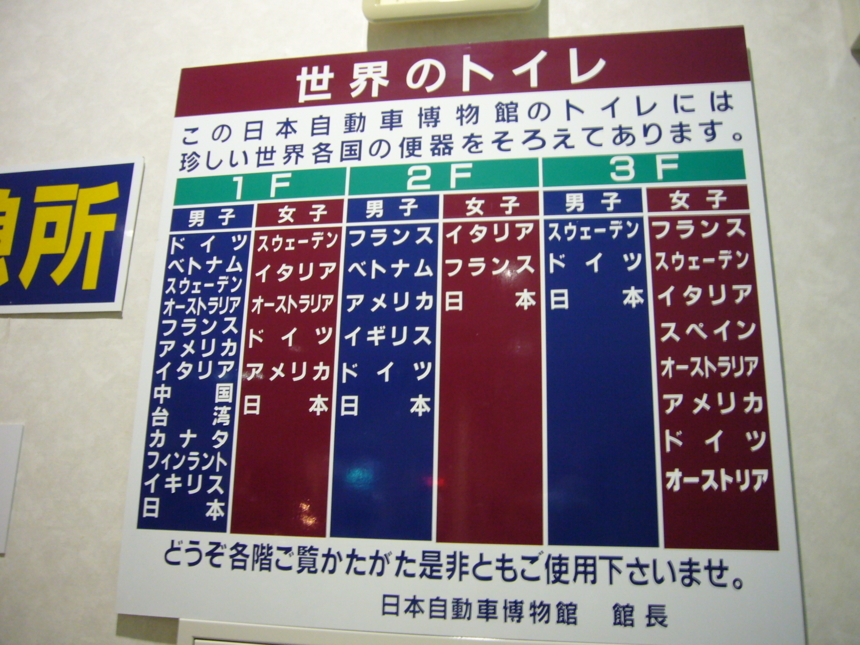 世界のトイレ
この日本自動車博物館のトイレには
珍しい世界各国の便器をそろえてあります。
1F 2F 3F
男子 女子 男子 女子 男子 女子
ドイツ
ベトナム
スウェーデン
オーストラリア
フランス
アメリカ
イタリア
中国
台湾
カナタ
フィンラント
イキリス
日本
スウェーデン
イタリア
オーストラリア
ドイツ
アメリカ
日本
フランス
ベトナム
アメリカ
イギリス
ドイツ
日本
イタリア
フランス
日本
スウェーデン
ドイツ
日本
フランス
スウェーデン
イタリア
スペイン
オーストラリア
アメリカ
ドイツ
オーストリア
どうぞ各階ご覧かたがた是非ともご使用下さいませ。
日本自動車博物館 館長
憩所